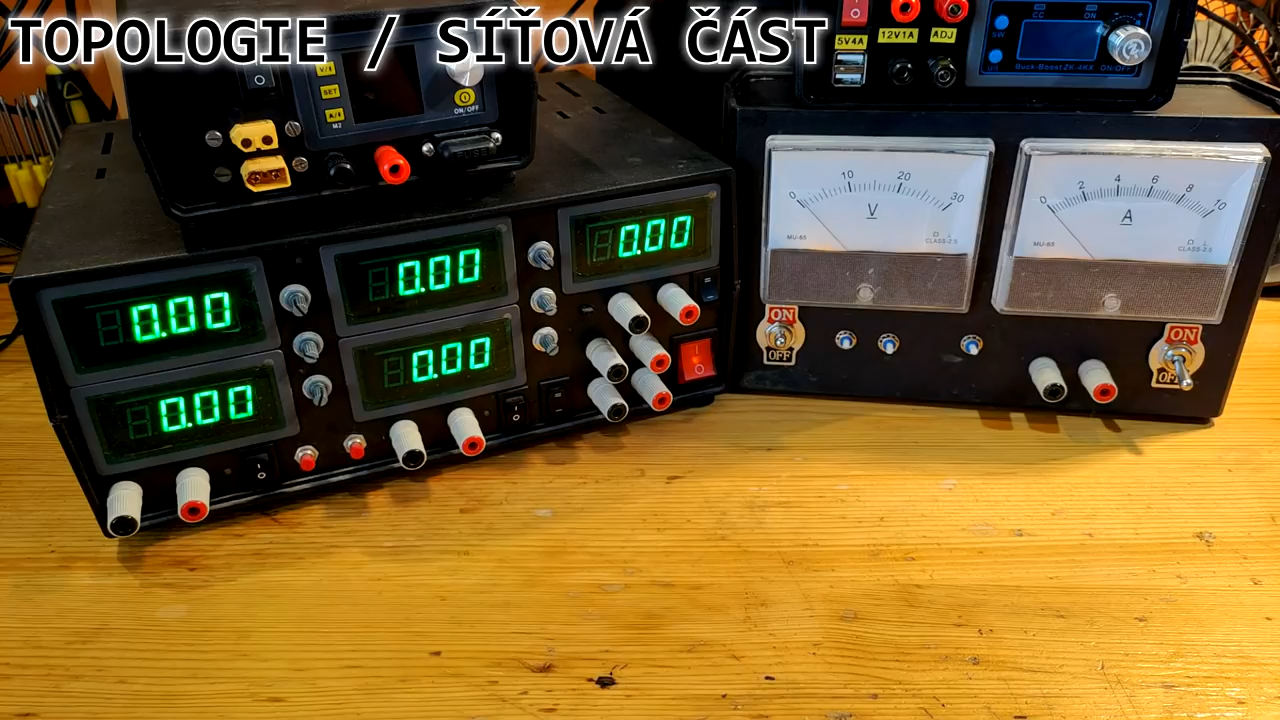 TOPOLOGIE / SÍŤOVÁ ČÁST
V/↕
SET
A/↕
M2
ON/OFF
FUSE
5V4A
12V1A
ADJ
CC
ON
SW
U/I
Buck-Boost ZK-4KX
ON/OFF
0 10 20 30
V
MU-65
CLASS-2.5
0 2 4 6 8 10
A
MU-65
CLASS-2.5
0.00
0.00
0.00
0.00
0.00
ON
OFF
ON
OFF